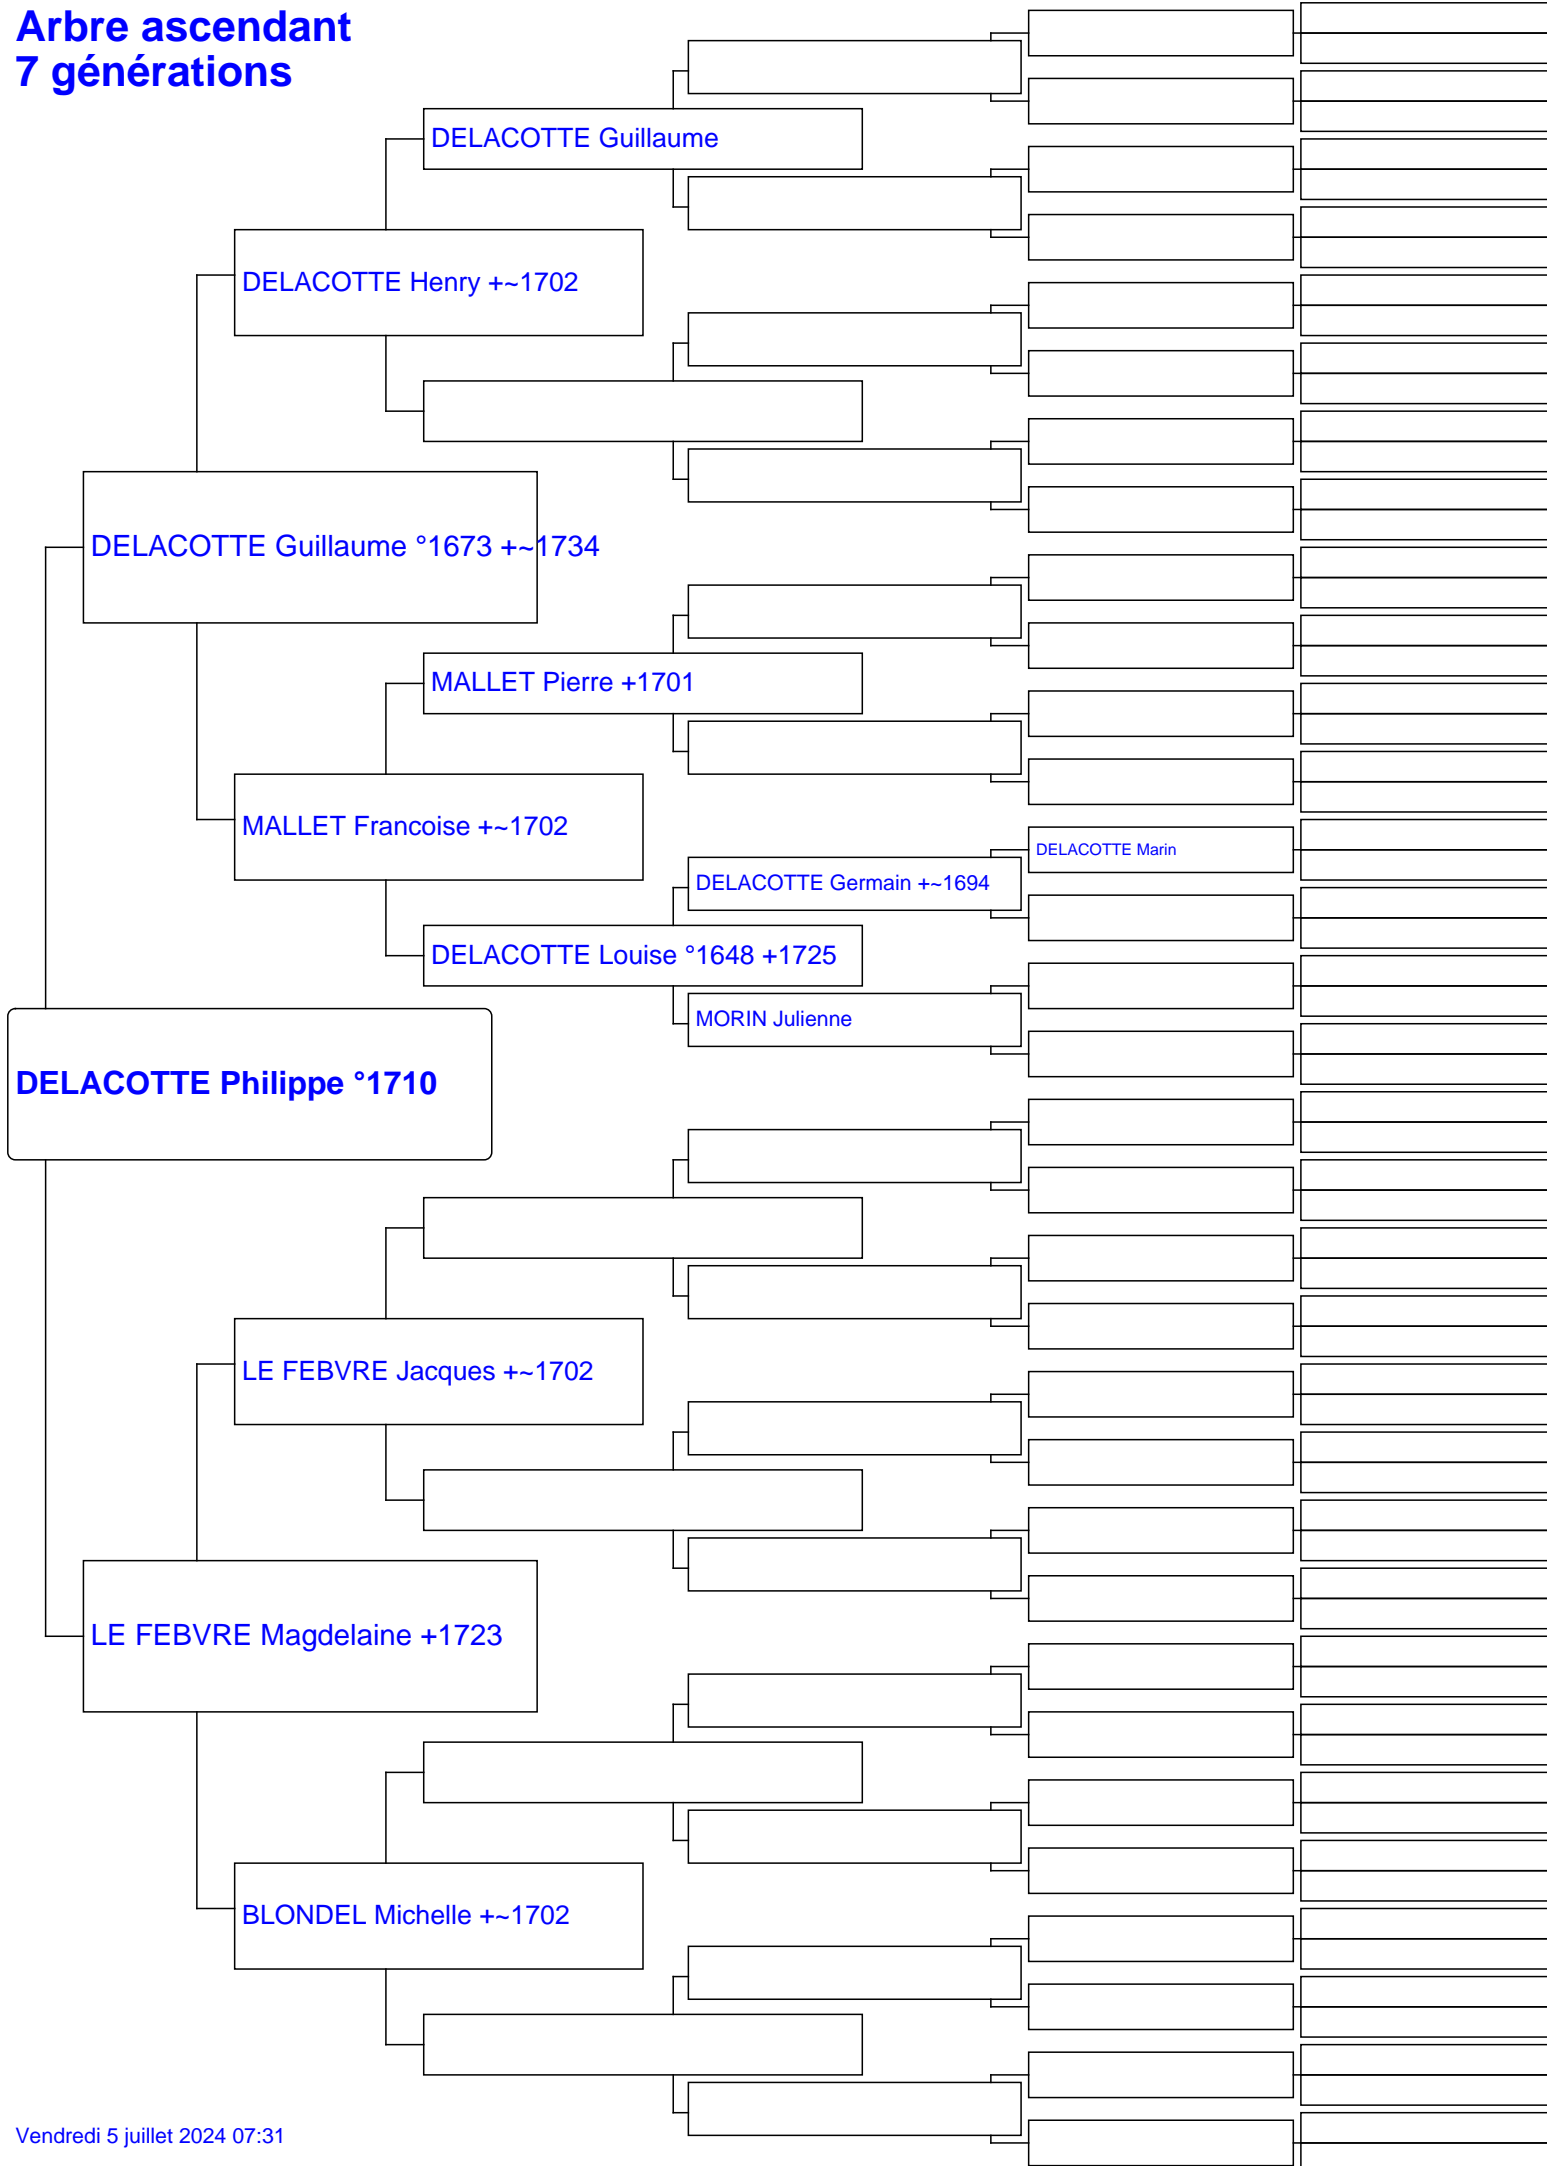 Arbre ascendant
7 générations
DELACOTTE Guillaume
DELACOTTE Henry +~1702
DELACOTTE Guillaume °1673 +~1734
MALLET Pierre +1701
MALLET Francoise +~1702
DELACOTTE Marin
DELACOTTE Germain +~1694
DELACOTTE Louise °1648 +1725
MORIN Julienne
DELACOTTE Philippe °1710
LE FEBVRE Jacques +~1702
LE FEBVRE Magdelaine +1723
BLONDEL Michelle +~1702
Vendredi 5 juillet 2024 07:31